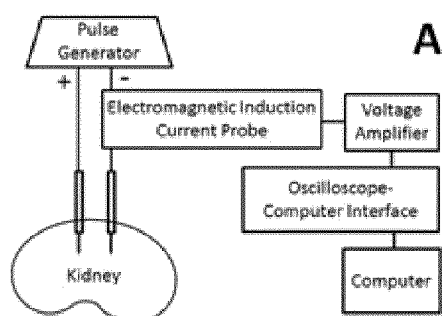 Pulse
Generator
A
+ -
Electromagnetic Induction
Current Probe
Voltage
Amplifier
Oscilloscope-
Computer Interface
Kidney
Computer